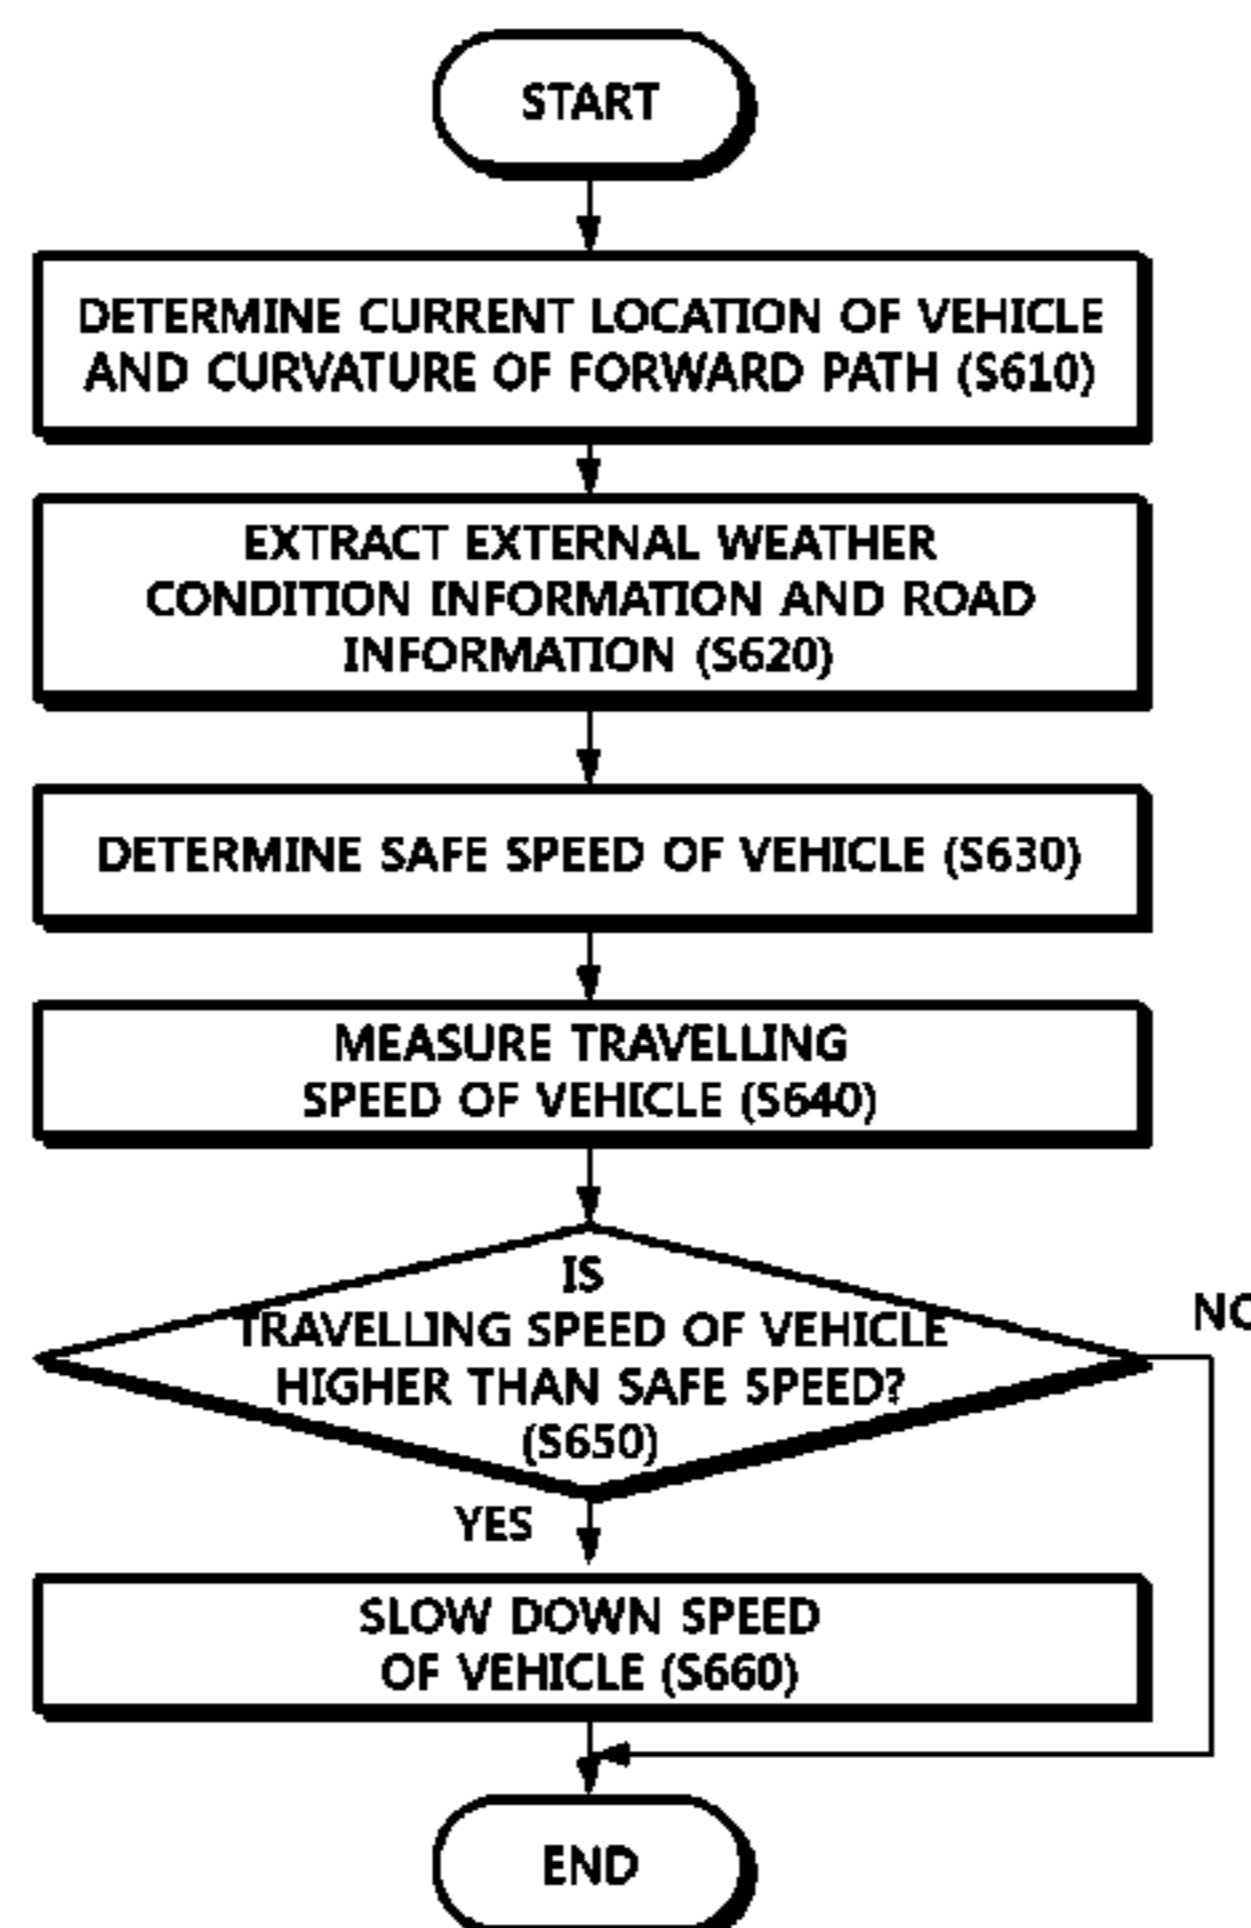 START
DETERMINE CURRENT LOCATION OF VEHICLE
AND CURVATURE OF FORWARD PATH (S610)
EXTRACT EXTERNAL WEATHER
CONDITION INFORMATION AND ROAD
INFORMATION (S620)
DETERMINE SAFE SPEED OF VEHICLE (S630)
MEASURE TRAVELLING
SPEED OF VEHICLE (S640)
IS
TRAVELLING SPEED OF VEHICLE
HIGHER THAN SAFE SPEED?
(S650)
NO
YES
SLOW DOWN SPEED
OF VEHICLE (S660)
END